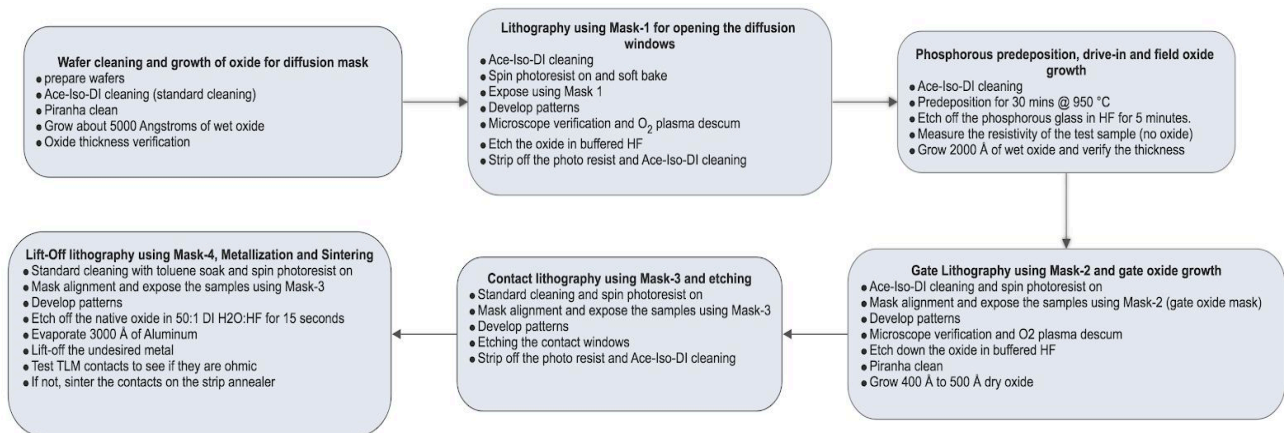 Wafer cleaning and growth of oxide for diffusion mask
● prepare wafers
● Ace-Iso-DI cleaning (standard cleaning)
● Piranha clean
● Grow about 5000 Angstroms of wet oxide
● Oxide thickness verification
Lithography using Mask-1 for opening the diffusion
windows
● Ace-Iso-DI cleaning
● Spin photoresist on and soft bake
● Expose using Mask 1
● Develop patterns
● Microscope verification and O2 plasma descum
● Etch the oxide in buffered HF
● Strip off the photo resist and Ace-Iso-DI cleaning
Phosphorous predeposition, drive-in and field oxide
growth
● Ace-Iso-DI cleaning
● Predeposition for 30 mins @ 950 °C
● Etch off the phosphorous glass in HF for 5 minutes.
● Measure the resistivity of the test sample (no oxide)
● Grow 2000 Å of wet oxide and verify the thickness
Gate Lithography using Mask-2 and gate oxide growth
● Ace-Iso-DI cleaning and spin photoresist on
● Mask alignment and expose the samples using Mask-2 (gate oxide mask)
● Develop patterns
● Microscope verification and O2 plasma descum
● Etch down the oxide in buffered HF
● Piranha clean
● Grow 400 Å to 500 Å dry oxide
Contact lithography using Mask-3 and etching
● Standard cleaning and spin photoresist on
● Mask alignment and expose the samples using Mask-3
● Develop patterns
● Etching the contact windows
● Strip off the photo resist and Ace-Iso-DI cleaning
Lift-Off lithography using Mask-4, Metallization and Sintering
● Standard cleaning with toluene soak and spin photoresist on
● Mask alignment and expose the samples using Mask-3
● Develop patterns
● Etch off the native oxide in 50:1 DI H2O:HF for 15 seconds
● Evaporate 3000 Å of Aluminum
● Lift-off the undesired metal
● Test TLM contacts to see if they are ohmic
● If not, sinter the contacts on the strip annealer